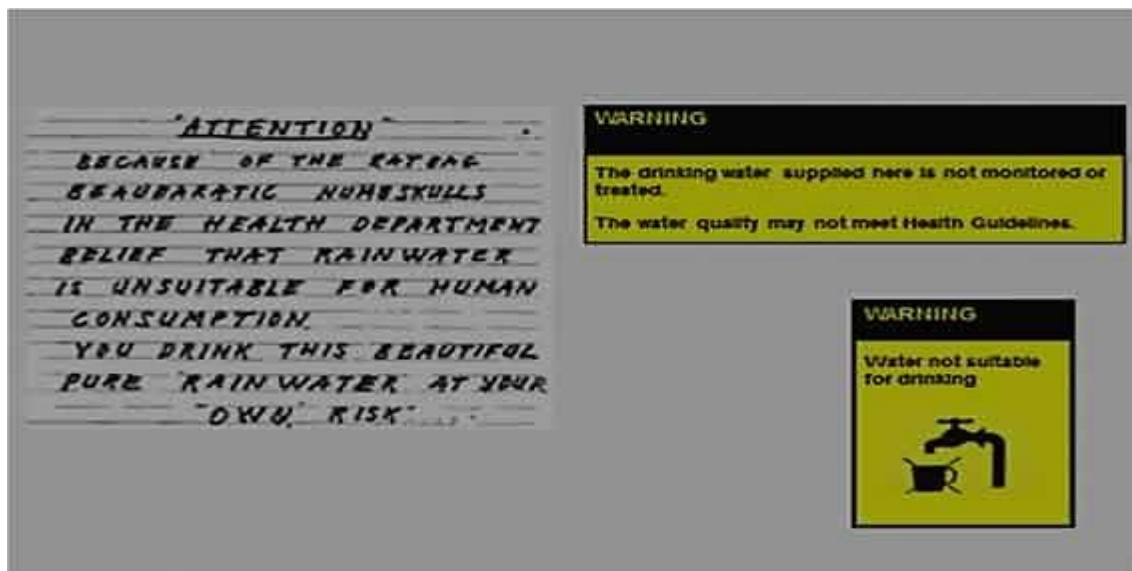 "ATTENTION"
BECAUSE OF THE RATBAG
BEAUBARATIC NUMBSKULLS
IN THE HEALTH DEPARTMENT
BELIEF THAT RAINWATER
IS UNSUITABLE FOR HUMAN
CONSUMPTION.
YOU DRINK THIS BEAUTIFUL
PURE RAINWATER AT YOUR
"OWN" RISK"....
WARNING
The drinking water supplied here is not monitored or
treated.
The water quality may not meet Health Guidelines.
WARNING
Water not suitable
for drinking